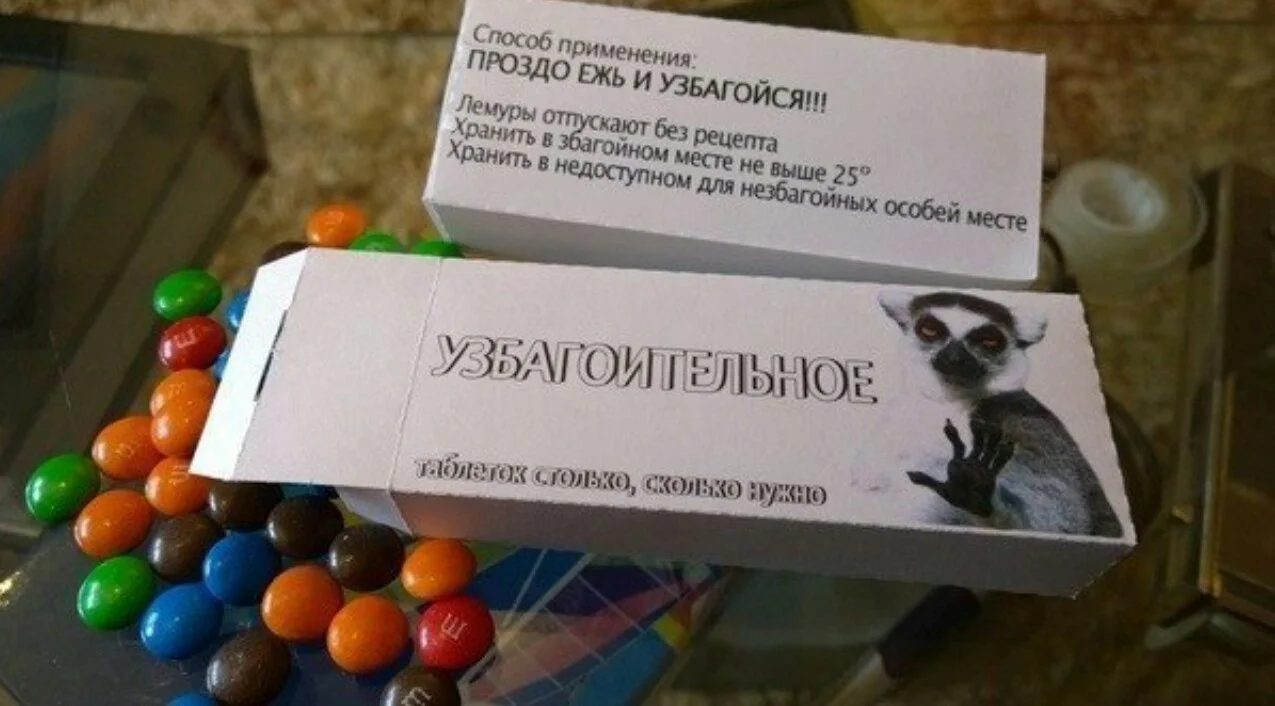 Способ применения:
ПРОЗДО ЕЖЬ И УЗБАГОЙСЯ!!!
Лемуры отпускают без рецепта
Хранить в збагойном месте не выше 25°
Хранить в недоступном для незбагойных особей месте
УЗБАГОИТЕЛЬНОЕ
таблеток столько, сколько нужно
m
m
m